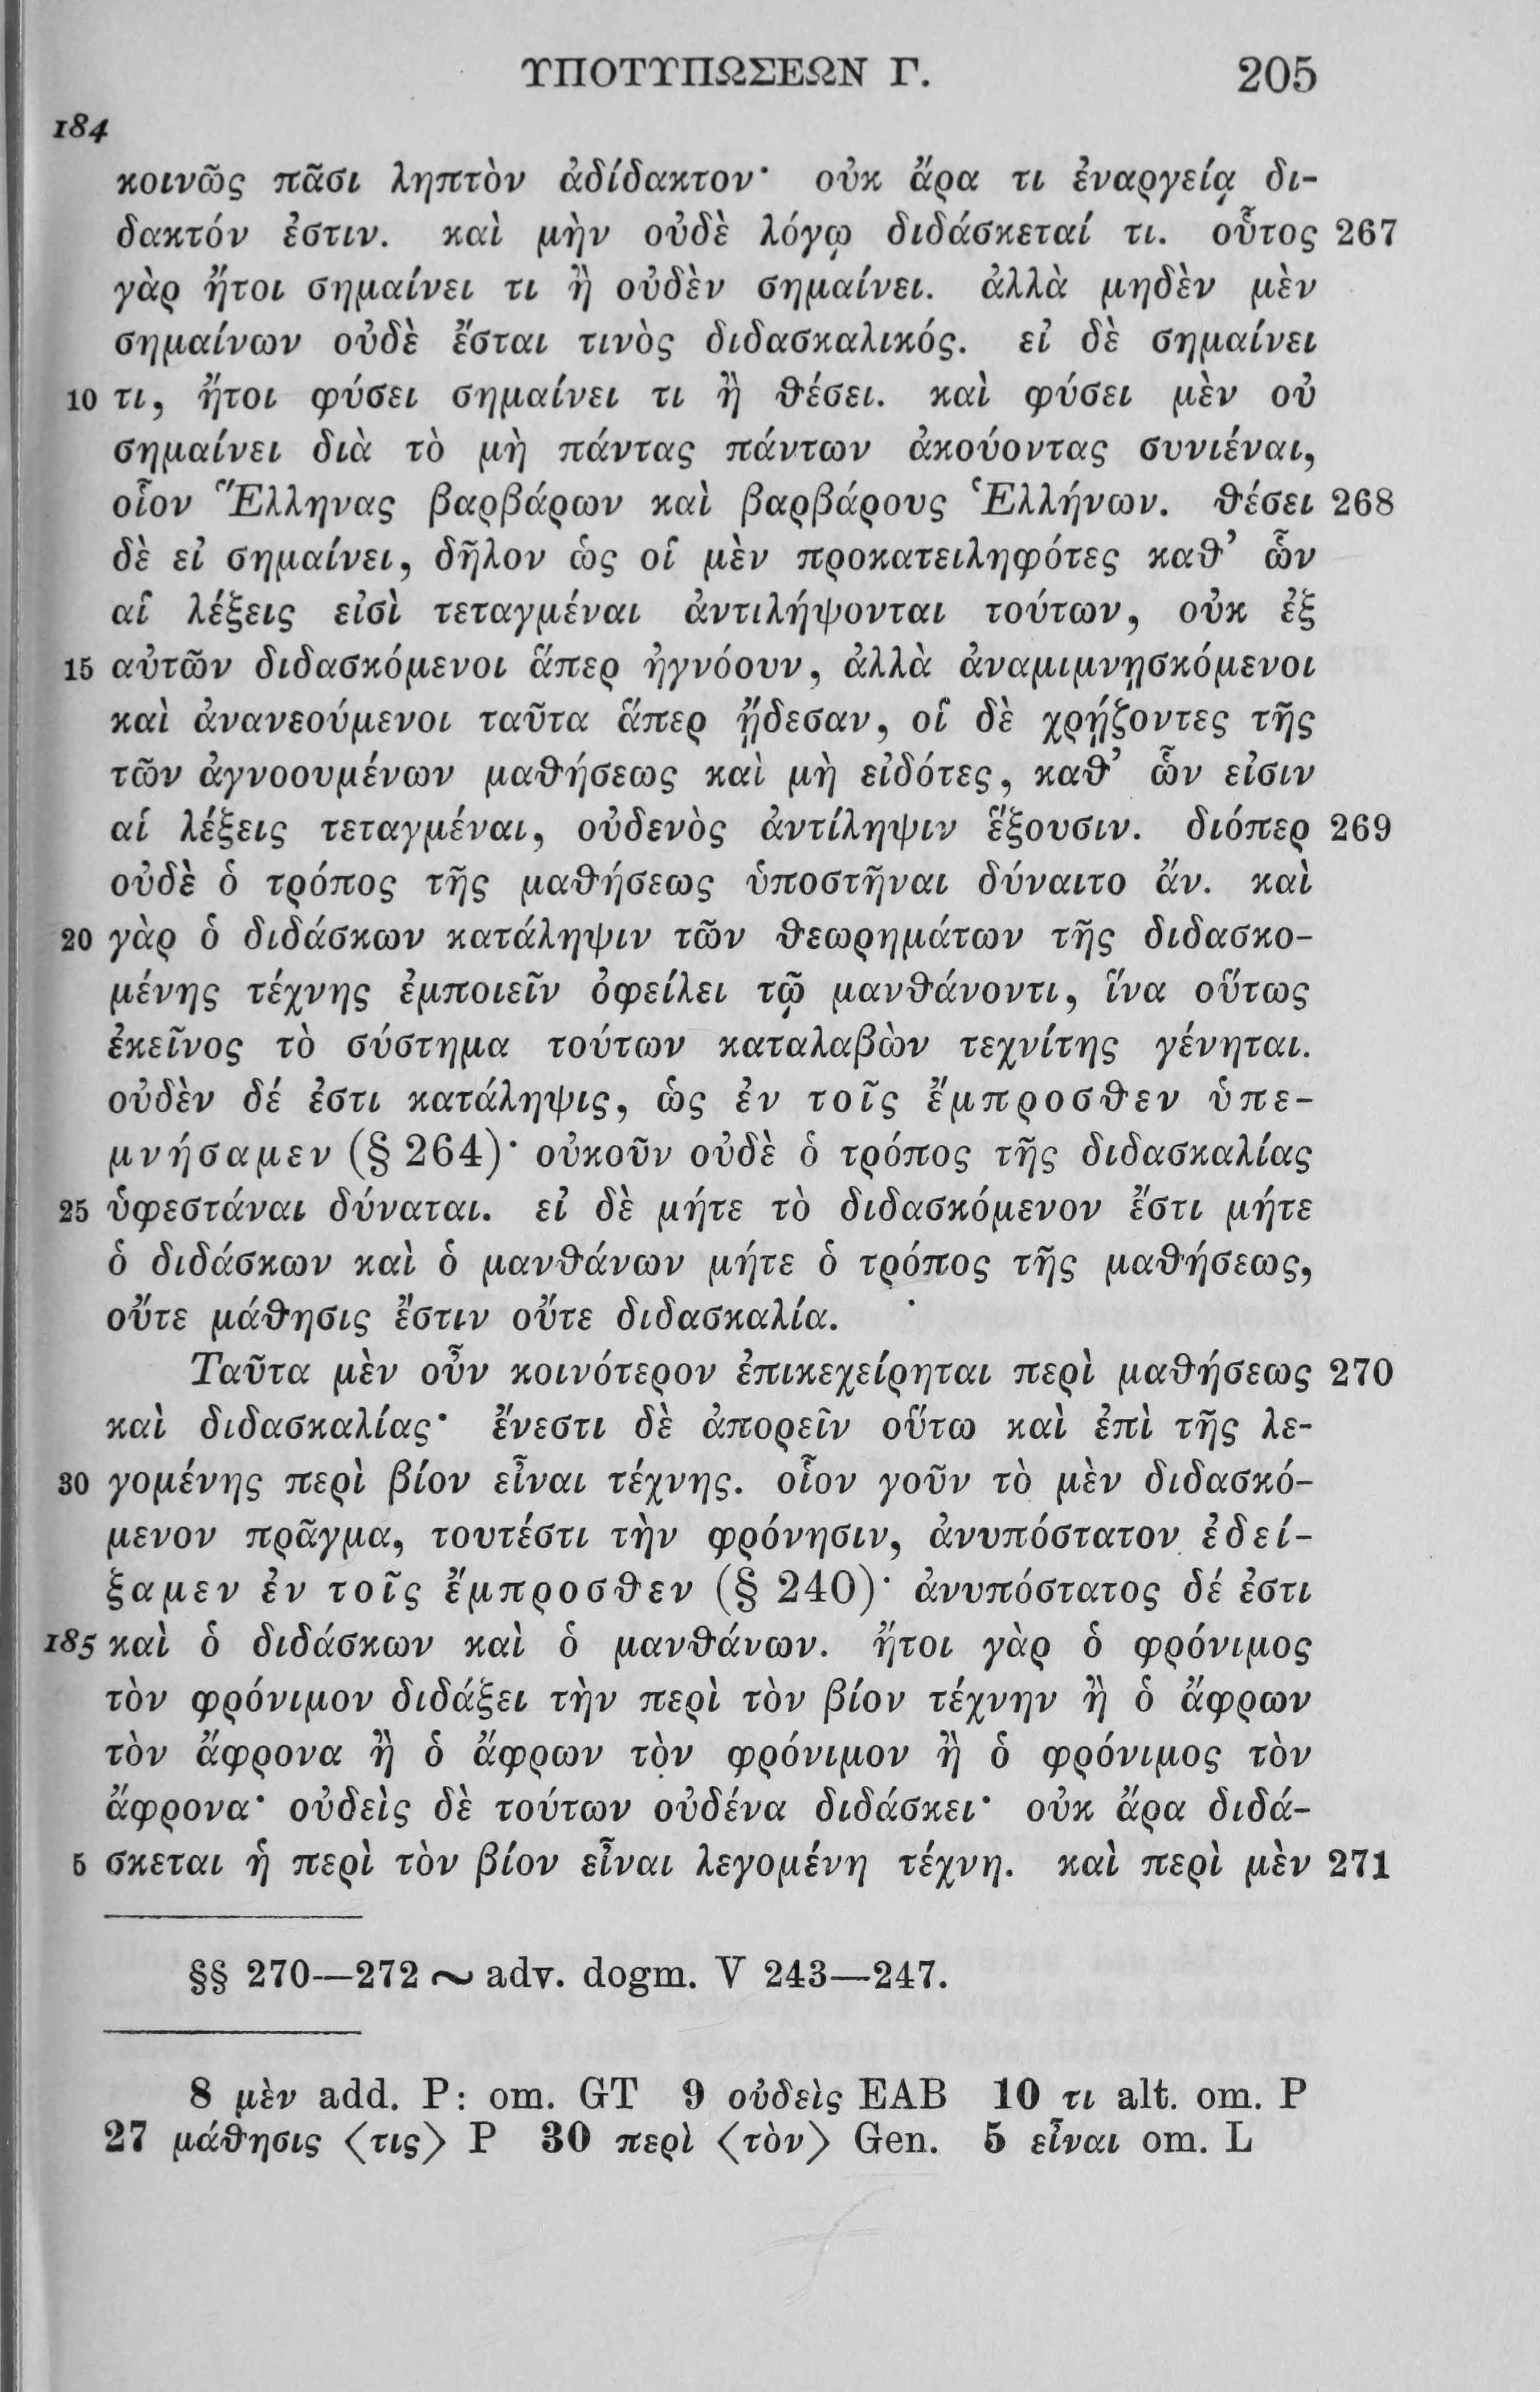 ΥΠΟΤΥΠΩΣΕΩΝ Γ. 205
184
κοινῶς πᾶσι ληπτὸν ἀδίδακτον· οὐκ ἄρα τι ἐναργείᾳ δι-
δακτόν ἐστιν. καὶ μὴν οὐδὲ λόγῳ διδάσκεταί τι. οὗτος 267
γὰρ ἤτοι σημαίνει τι ἢ οὐδὲν σημαίνει. ἀλλὰ μηδὲν μὲν
σημαίνων οὐδὲ ἔσται τινὸς διδασκαλικός. εἰ δὲ σημαίνει
10 τι, ἤτοι φύσει σημαίνει τι ἢ θέσει. καὶ φύσει μὲν οὐ
σημαίνει διὰ τὸ μὴ πάντας πάντων ἀκούοντας συνιέναι,
οἷον Ἕλληνας βαρβάρων καὶ βαρβάρους Ἑλλήνων. θέσει 268
δὲ εἰ σημαίνει, δῆλον ὡς οἱ μὲν προκατειληφότες καθ’ ὧν
αἱ λέξεις εἰσὶ τεταγμέναι ἀντιλήψονται τούτων, οὐκ ἐξ
15 αὐτῶν διδασκόμενοι ἅπερ ἠγνόουν, ἀλλὰ ἀναμιμνῃσκόμενοι
καὶ ἀνανεούμενοι ταῦτα ἅπερ ᾔδεσαν, οἱ δὲ χρῄζοντες τῆς
τῶν ἀγνοουμένων μαθήσεως καὶ μὴ εἰδότες, καθ’ ὧν εἰσιν
αἱ λέξεις τεταγμέναι, οὐδενὸς ἀντίληψιν ἕξουσιν. διόπερ 269
οὐδὲ ὁ τρόπος τῆς μαθήσεως ὑποστῆναι δύναιτο ἄν. καὶ
20 γὰρ ὁ διδάσκων κατάληψιν τῶν θεωρημάτων τῆς διδασκο-
μένης τέχνης ἐμποιεῖν ὀφείλει τῷ μανθάνοντι, ἵνα οὕτως
ἐκεῖνος τὸ σύστημα τούτων καταλαβὼν τεχνίτης γένηται.
οὐδὲν δέ ἐστι κατάληψις, ὡς ἐν τοῖς ἔμπροσθεν ὑπε-
μνήσαμεν (§ 264)· οὐκοῦν οὐδὲ ὁ τρόπος τῆς διδασκαλίας
25 ὑφεστάναι δύναται. εἰ δὲ μήτε τὸ διδασκόμενον ἔστι μήτε
ὁ διδάσκων καὶ ὁ μανθάνων μήτε ὁ τρόπος τῆς μαθήσεως,
οὔτε μάθησις ἔστιν οὔτε διδασκαλία.
Ταῦτα μὲν οὖν κοινότερον ἐπικεχείρηται περὶ μαθήσεως 270
καὶ διδασκαλίας· ἔνεστι δὲ ἀπορεῖν οὕτω καὶ ἐπὶ τῆς λε-
30 γομένης περὶ βίον εἶναι τέχνης. οἷον γοῦν τὸ μὲν διδασκό-
μενον πρᾶγμα, τουτέστι τὴν φρόνησιν, ἀνυπόστατον ἐδεί-
ξαμεν ἐν τοῖς ἔμπροσθεν (§ 240)· ἀνυπόστατος δέ ἐστι
185 καὶ ὁ διδάσκων καὶ ὁ μανθάνων. ἤτοι γὰρ ὁ φρόνιμος
τὸν φρόνιμον διδάξει τὴν περὶ τὸν βίον τέχνην ἢ ὁ ἄφρων
τὸν ἄφρονα ἢ ὁ ἄφρων τὸν φρόνιμον ἢ ὁ φρόνιμος τὸν
ἄφρονα· οὐδεὶς δὲ τούτων οὐδένα διδάσκει· οὐκ ἄρα διδά-
5 σκεται ἡ περὶ τὸν βίον εἶναι λεγομένη τέχνη. καὶ περὶ μὲν 271
§§ 270—272 ∼ adv. dogm. V 243—247.
8 μὲν add. P: om. GT 9 οὐδεὶς EAB 10 τι alt. om. P
27 μάθησις ⟨τις⟩ P 30 περὶ ⟨τὸν⟩ Gen. 5 εἶναι om. L